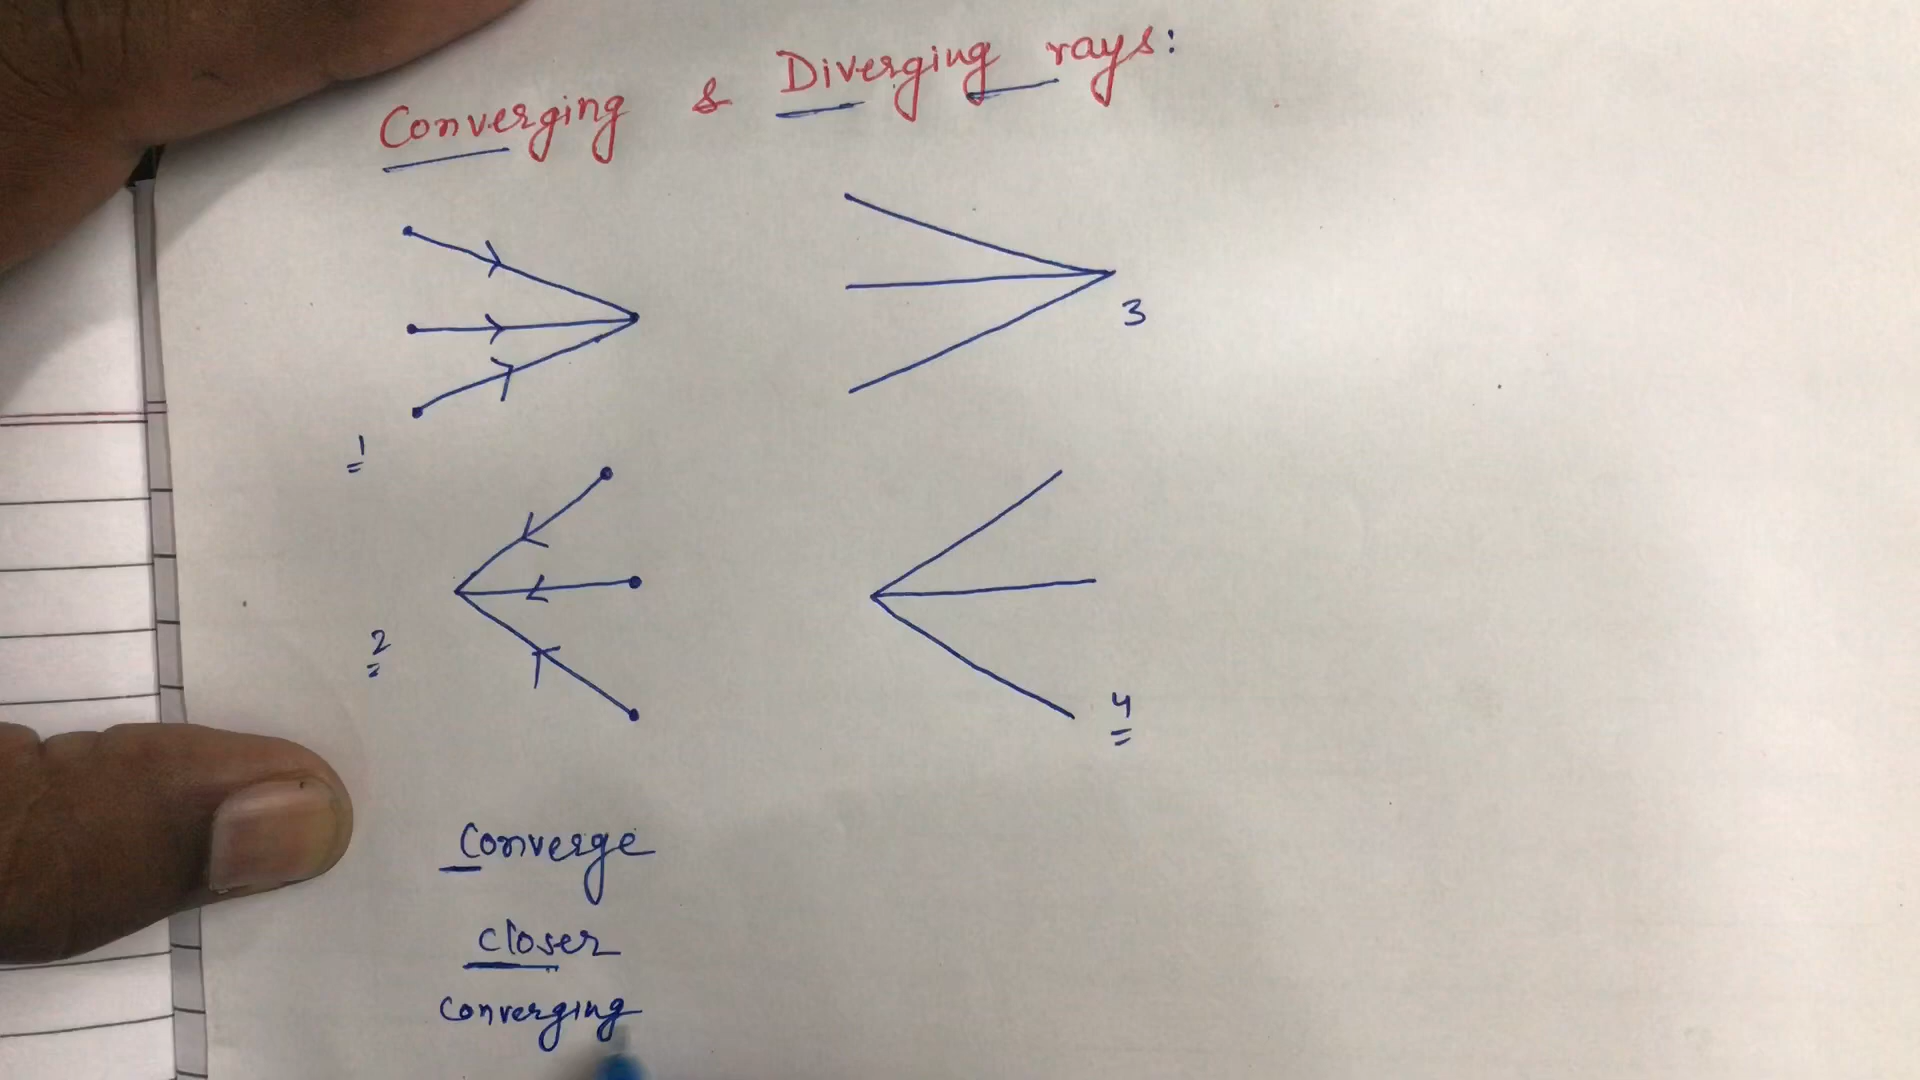 Converging & Diverging rays:
3
1
2
4
Converge
closer
converging